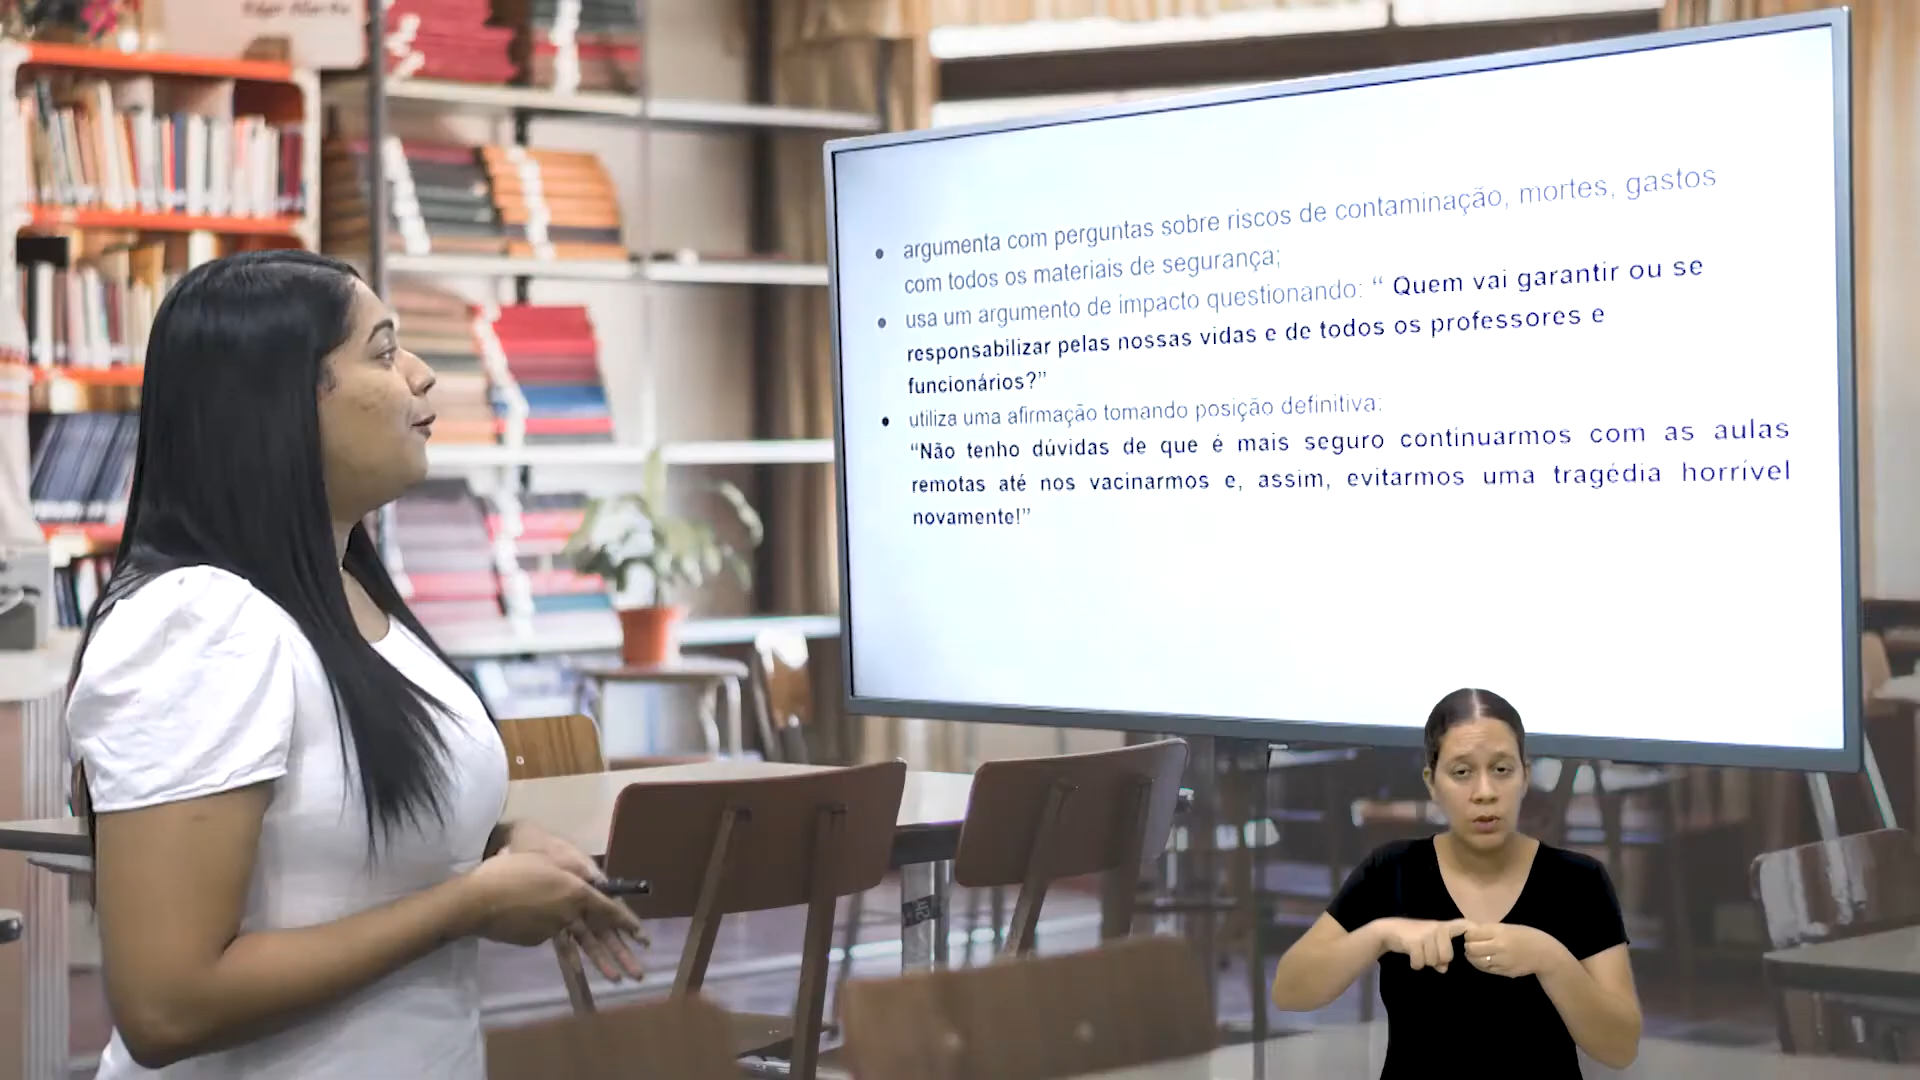 argumenta com perguntas sobre riscos de contaminação, mortes, gastos
com todos os materiais de segurança;
usa um argumento de impacto questionando: “ Quem vai garantir ou se
responsabilizar pelas nossas vidas e de todos os professores e
funcionários?”
utiliza uma afirmação tomando posição definitiva:
“Não tenho dúvidas de que é mais seguro continuarmos com as aulas
remotas até nos vacinarmos e, assim, evitarmos uma tragédia horrível
novamente!”